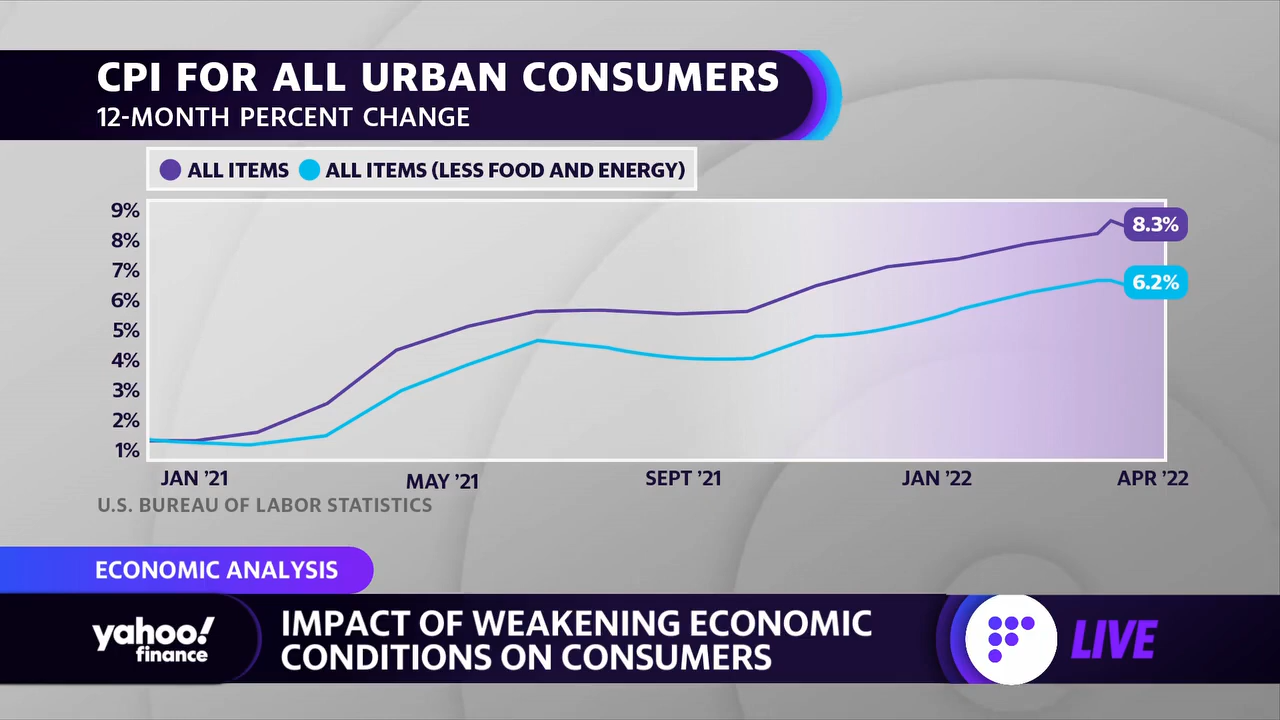 CPI FOR ALL URBAN CONSUMERS
12-MONTH PERCENT CHANGE
ALL ITEMS ALL ITEMS (LESS FOOD AND ENERGY)
9%
8%
7%
6%
5%
4%
3%
2%
1%
8.3%
6.2%
JAN ’21 MAY ’21 SEPT ’21 JAN ’22 APR ’22
U.S. BUREAU OF LABOR STATISTICS
ECONOMIC ANALYSIS
yahoo!
finance
IMPACT OF WEAKENING ECONOMIC
CONDITIONS ON CONSUMERS
LIVE